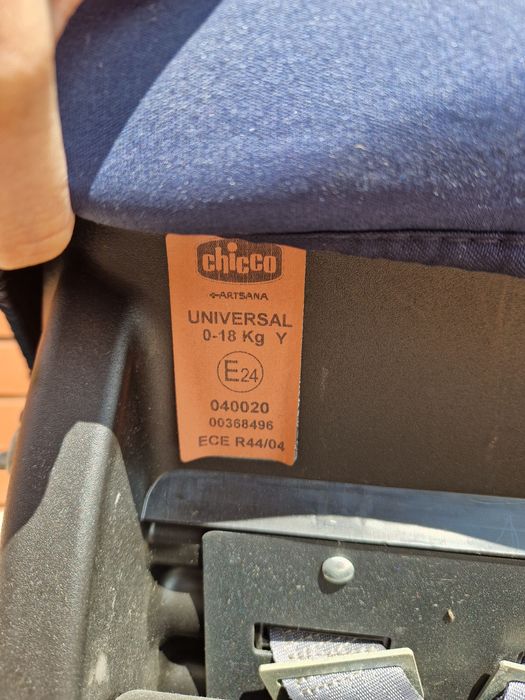 chicco
ARTSANA
UNIVERSAL
0-18 Kg Y
E24
040020
00368496
ECE R44/04